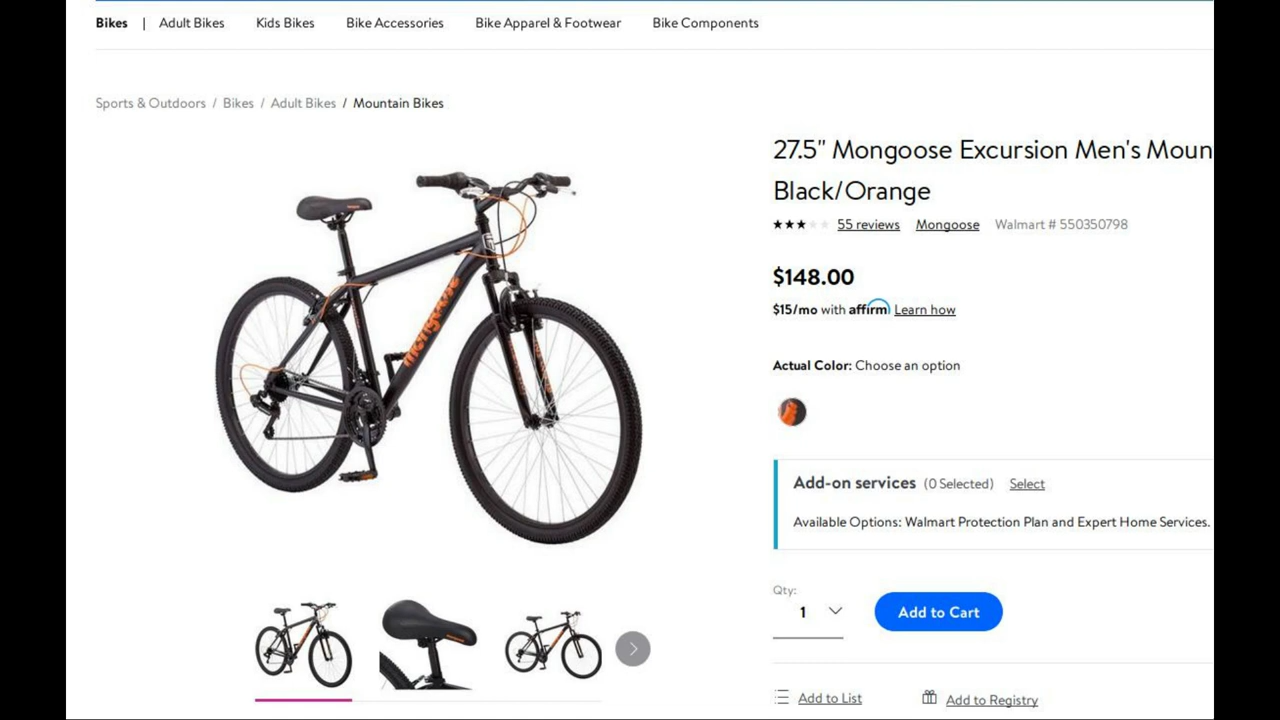 Bikes | Adult Bikes Kids Bikes Bike Accessories Bike Apparel & Footwear Bike Components
Sports & Outdoors / Bikes / Adult Bikes / Mountain Bikes
mongoose
27.5" Mongoose Excursion Men's Moun
Black/Orange
55 reviews Mongoose Walmart # 550350798
$148.00
$15/mo with affirm Learn how
Actual Color: Choose an option
Add-on services (0 Selected) Select
Available Options: Walmart Protection Plan and Expert Home Services.
Qty:
1 Add to Cart
Add to List Add to Registry